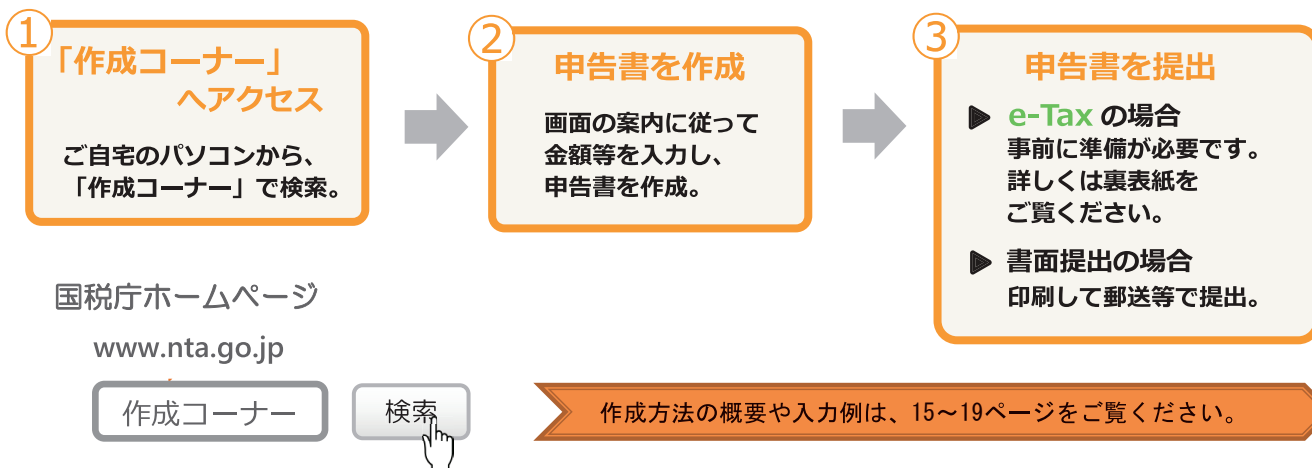 ①
「作成コーナー」
へアクセス
ご自宅のパソコンから、
「作成コーナー」で検索。
②
申告書を作成
画面の案内に従って
金額等を入力し、
申告書を作成。
③
申告書を提出
▶ e-Tax の場合
事前に準備が必要です。
詳しくは裏表紙を
ご覧ください。
▶ 書面提出の場合
印刷して郵送等で提出。
国税庁ホームページ
www.nta.go.jp
作成コーナー
検索
作成方法の概要や入力例は、15～19ページをご覧ください。